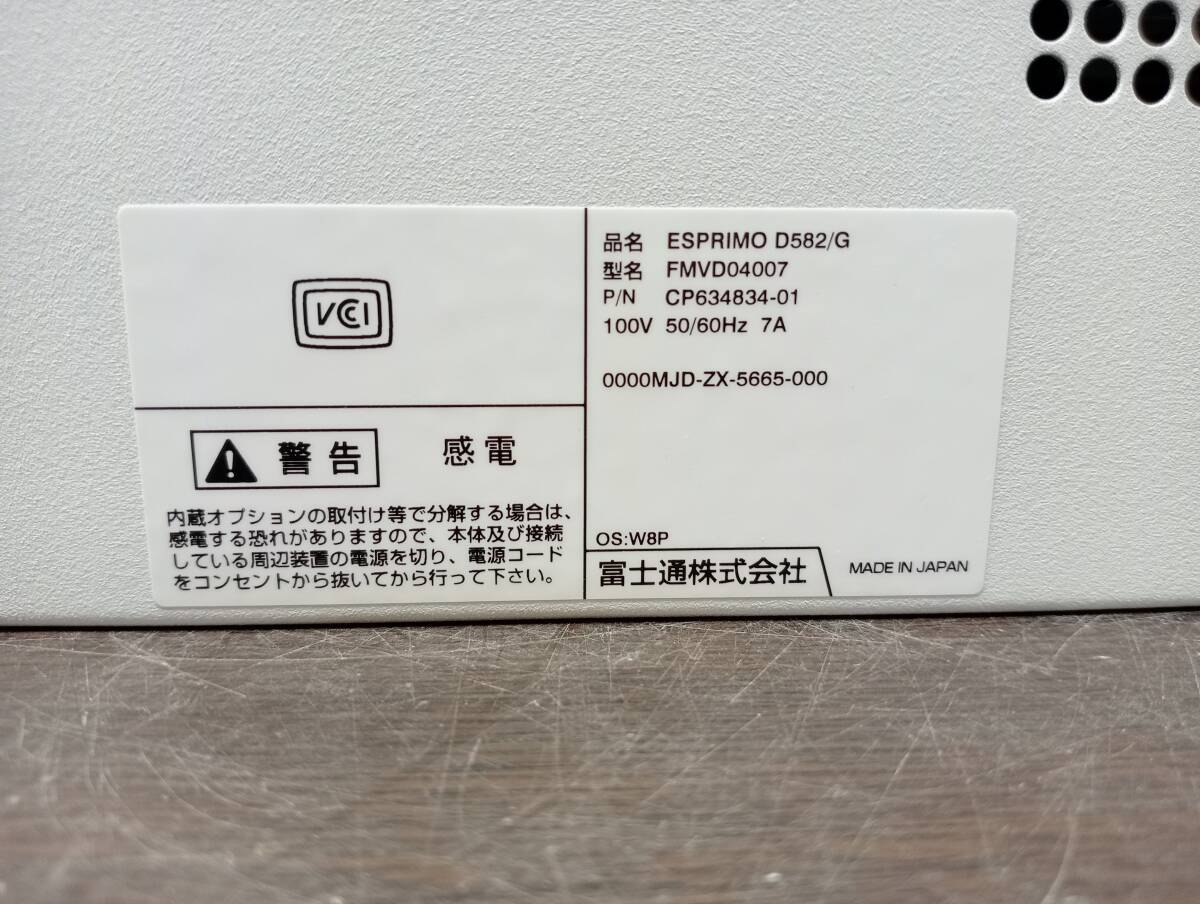 VCCI
警告 感電
内蔵オプションの取付け等で分解する場合は、
感電する恐れがありますので、本体及び接続
している周辺装置の電源を切り、電源コード
をコンセントから抜いてから行って下さい。
品名 ESPRIMO D582/G
型名 FMVD04007
P/N CP634834-01
100V 50/60Hz 7A
0000MJD-ZX-5665-000
OS:W8P
富士通株式会社 MADE IN JAPAN